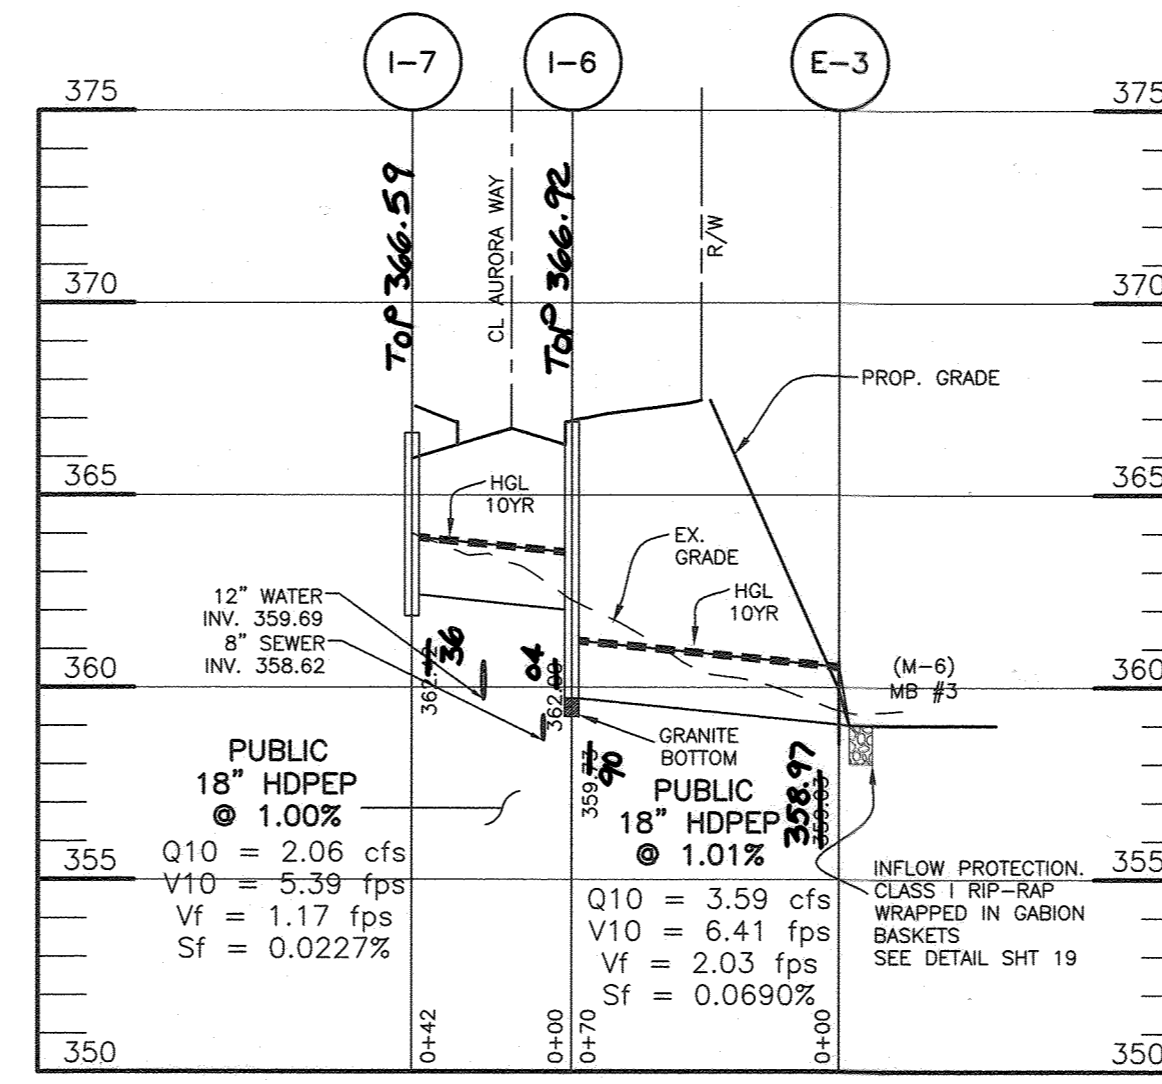 I-7
I-6
E-3
375
375
TOP 366.59
CL AURORA WAY
TOP 366.92
R/W
370
370
PROP. GRADE
365
365
HGL
10YR
EX.
GRADE
HGL
10YR
12" WATER
INV. 359.69
8" SEWER
INV. 358.62
362.42
36
362.00
04
360
360
(M-6)
MB #3
GRANITE
BOTTOM
359.73
90
358.97
359.03
PUBLIC
18" HDPEP
@ 1.00%
Q10 = 2.06 cfs
V10 = 5.39 fps
Vf = 1.17 fps
Sf = 0.0227%
PUBLIC
18" HDPEP
@ 1.01%
Q10 = 3.59 cfs
V10 = 6.41 fps
Vf = 2.03 fps
Sf = 0.0690%
355
355
INFLOW PROTECTION.
CLASS I RIP-RAP
WRAPPED IN GABION
BASKETS
SEE DETAIL SHT 19
0+42
0+00
0+70
0+00
350
350